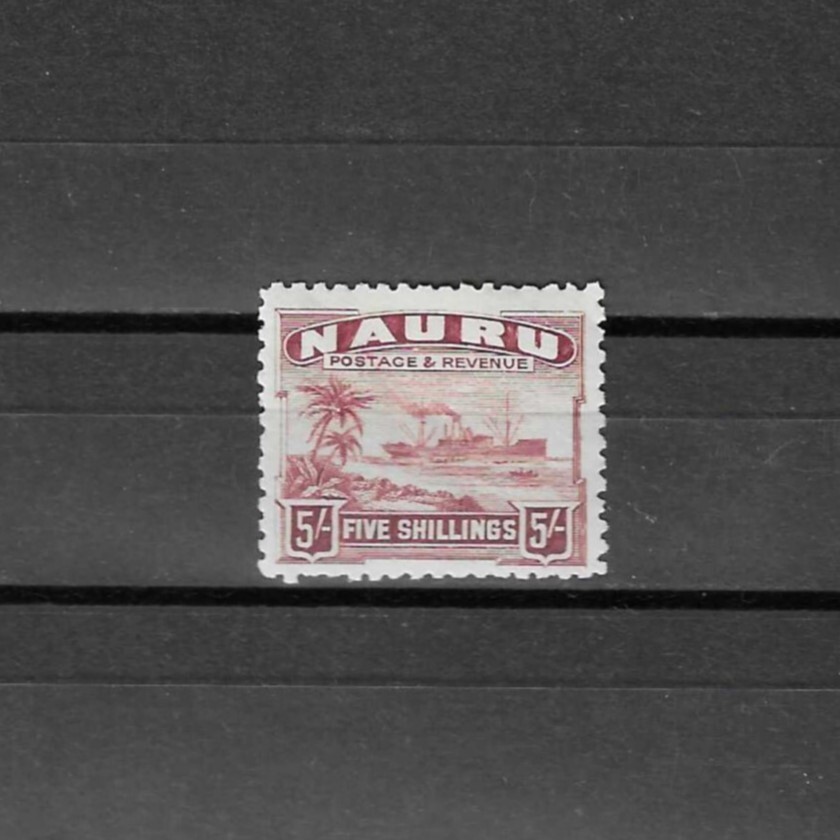 NAURU
POSTAGE & REVENUE
5/- FIVE SHILLINGS 5/-